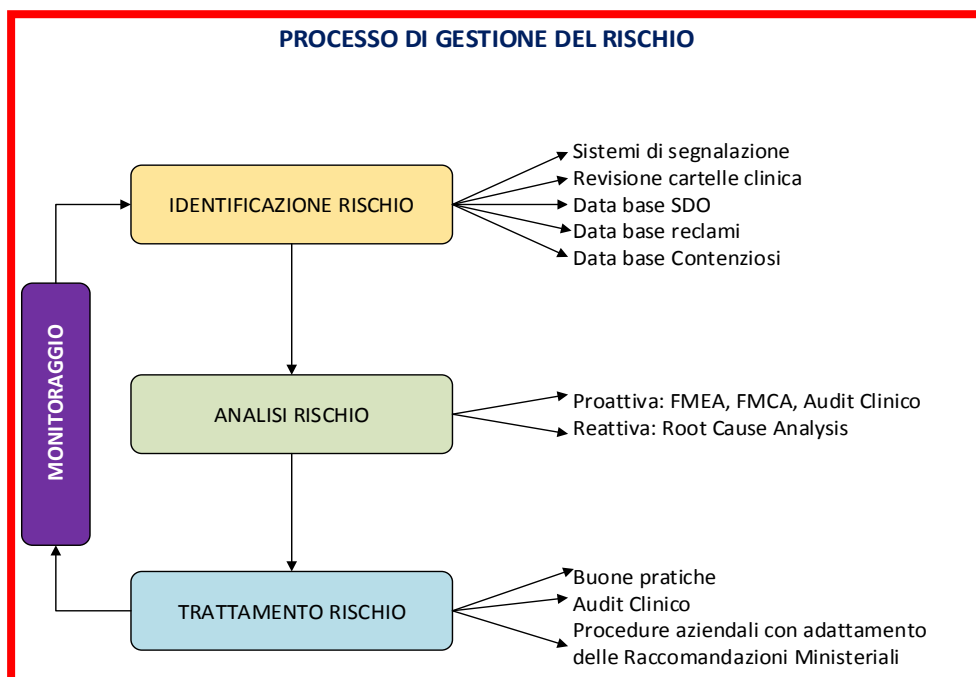 PROCESSO DI GESTIONE DEL RISCHIO
IDENTIFICAZIONE RISCHIO
Sistemi di segnalazione
Revisione cartelle clinica
Data base SDO
Data base reclami
Data base Contenziosi
MONITORAGGIO
ANALISI RISCHIO
Proattiva: FMEA, FMCA, Audit Clinico
Reattiva: Root Cause Analysis
TRATTAMENTO RISCHIO
Buone pratiche
Audit Clinico
Procedure aziendali con adattamento
delle Raccomandazioni Ministeriali